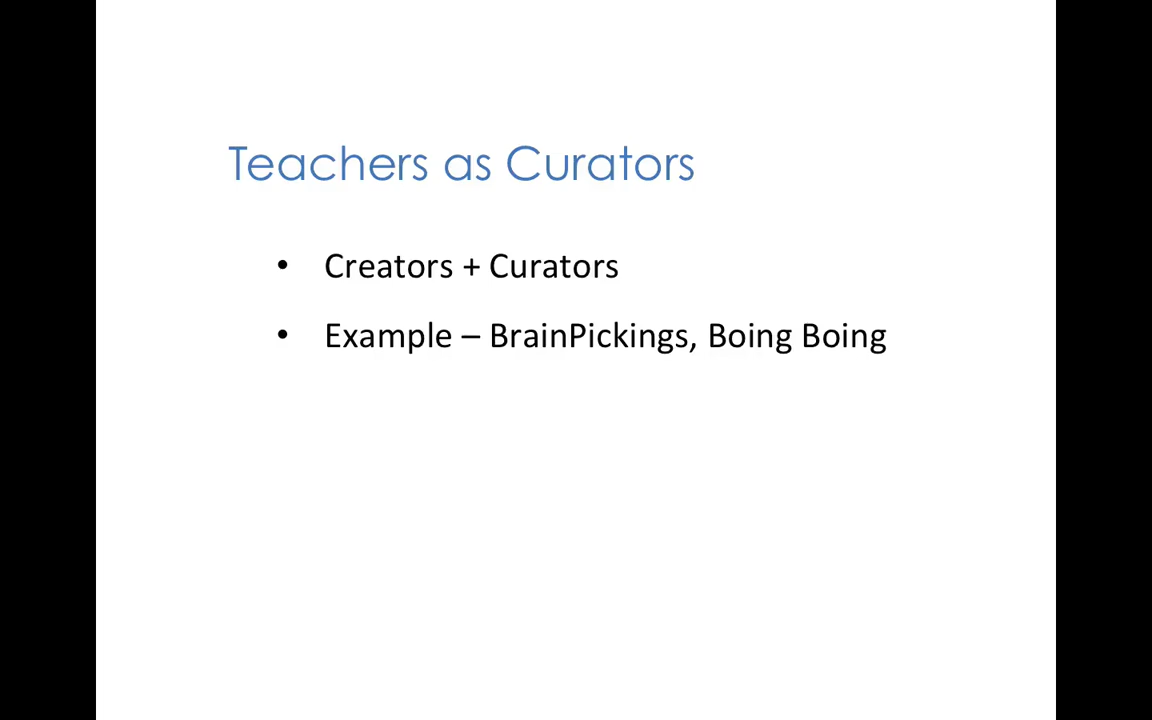 Teachers as Curators
• Creators + Curators
• Example – BrainPickings, Boing Boing